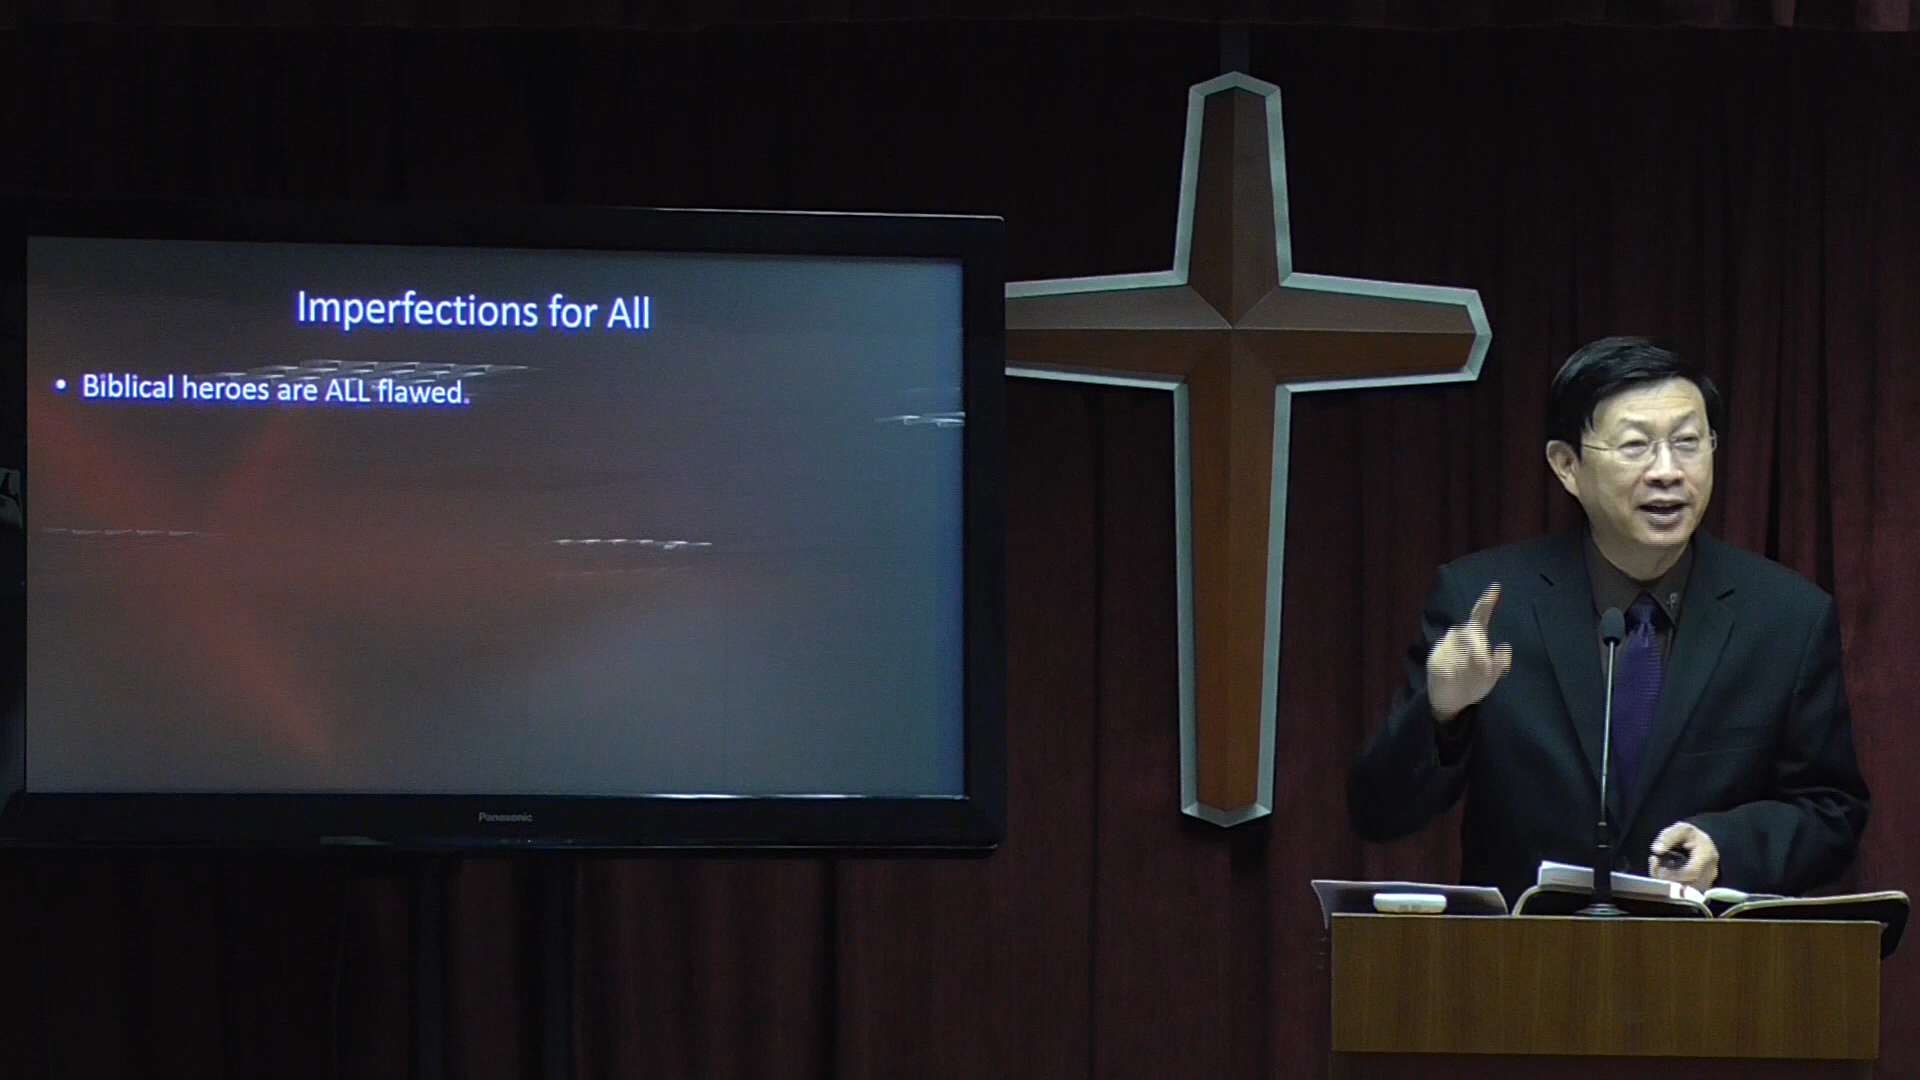 Imperfections for All
• Biblical heroes are ALL flawed.
Panasonic